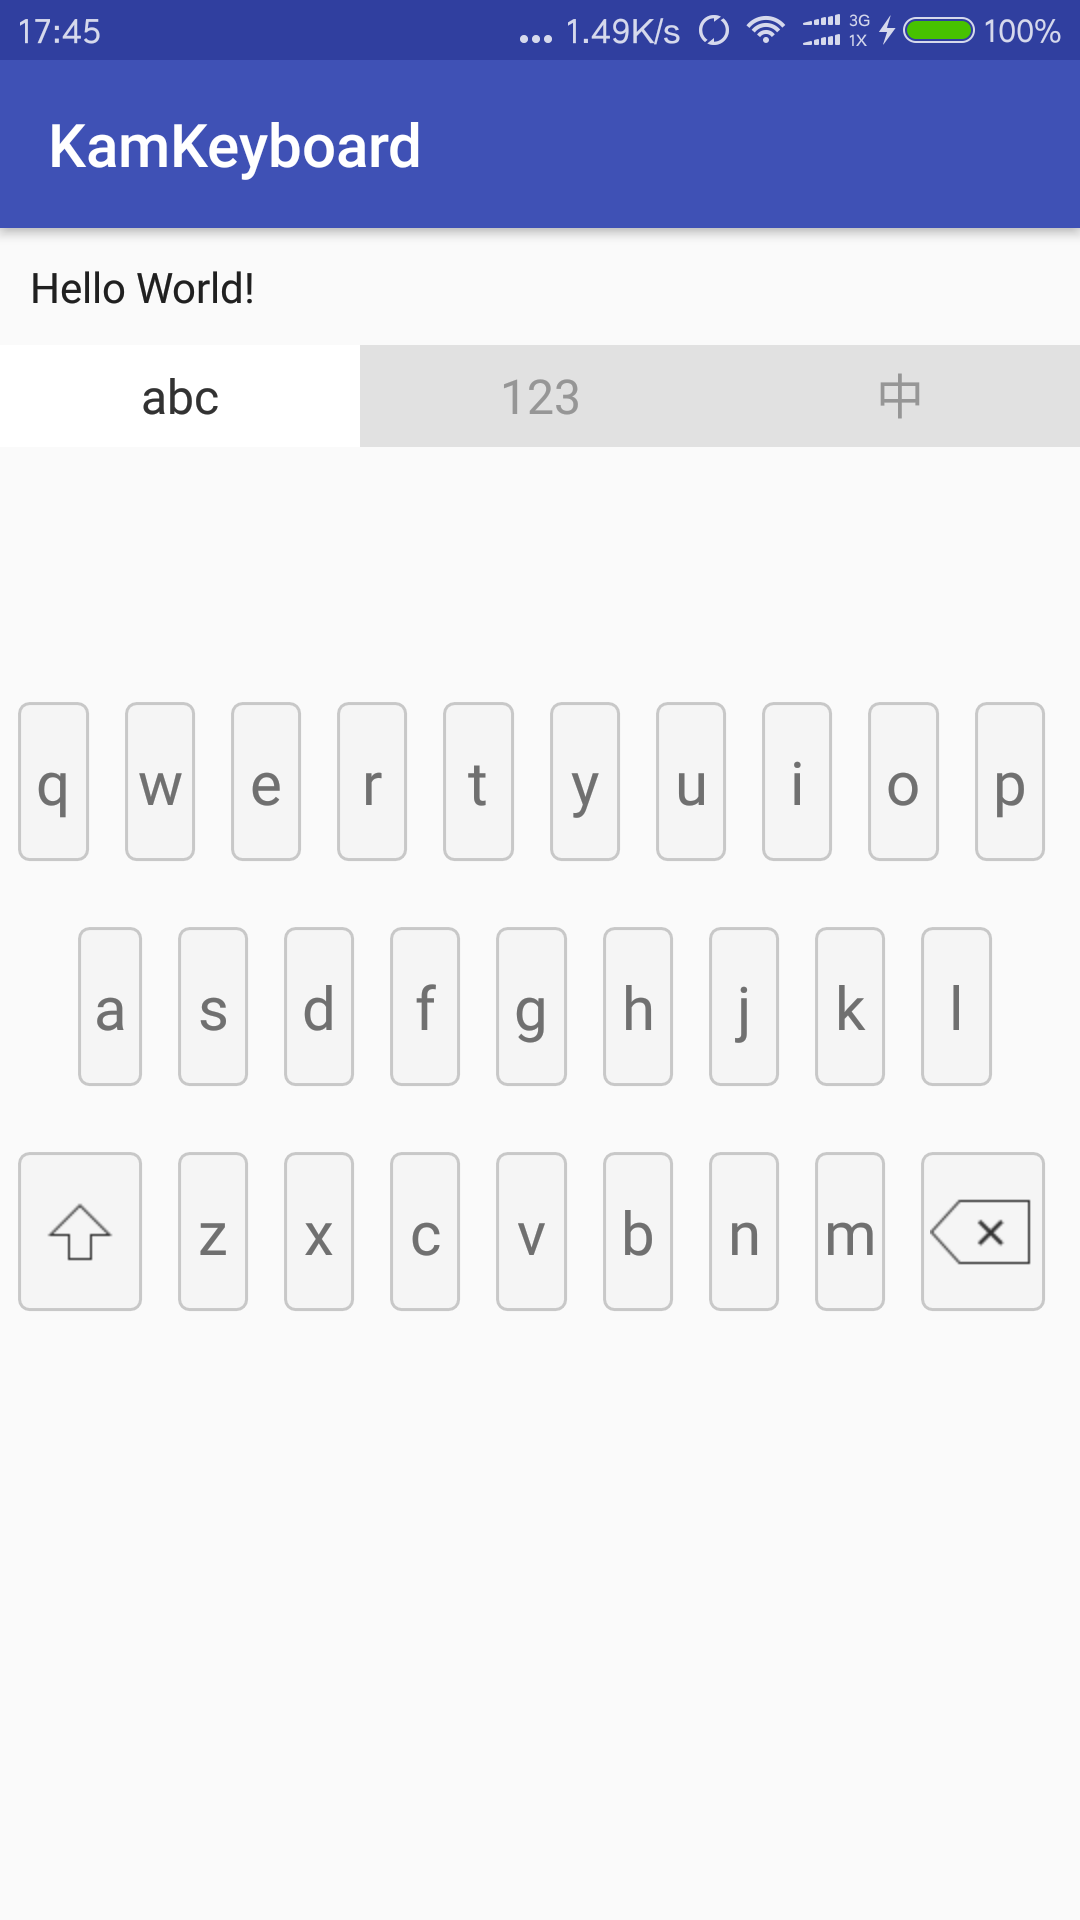 17:45 ... 1.49K/s 3G 1X 100%
KamKeyboard
Hello World!
abc 123 中
q w e r t y u i o p
a s d f g h j k l
z x c v b n m